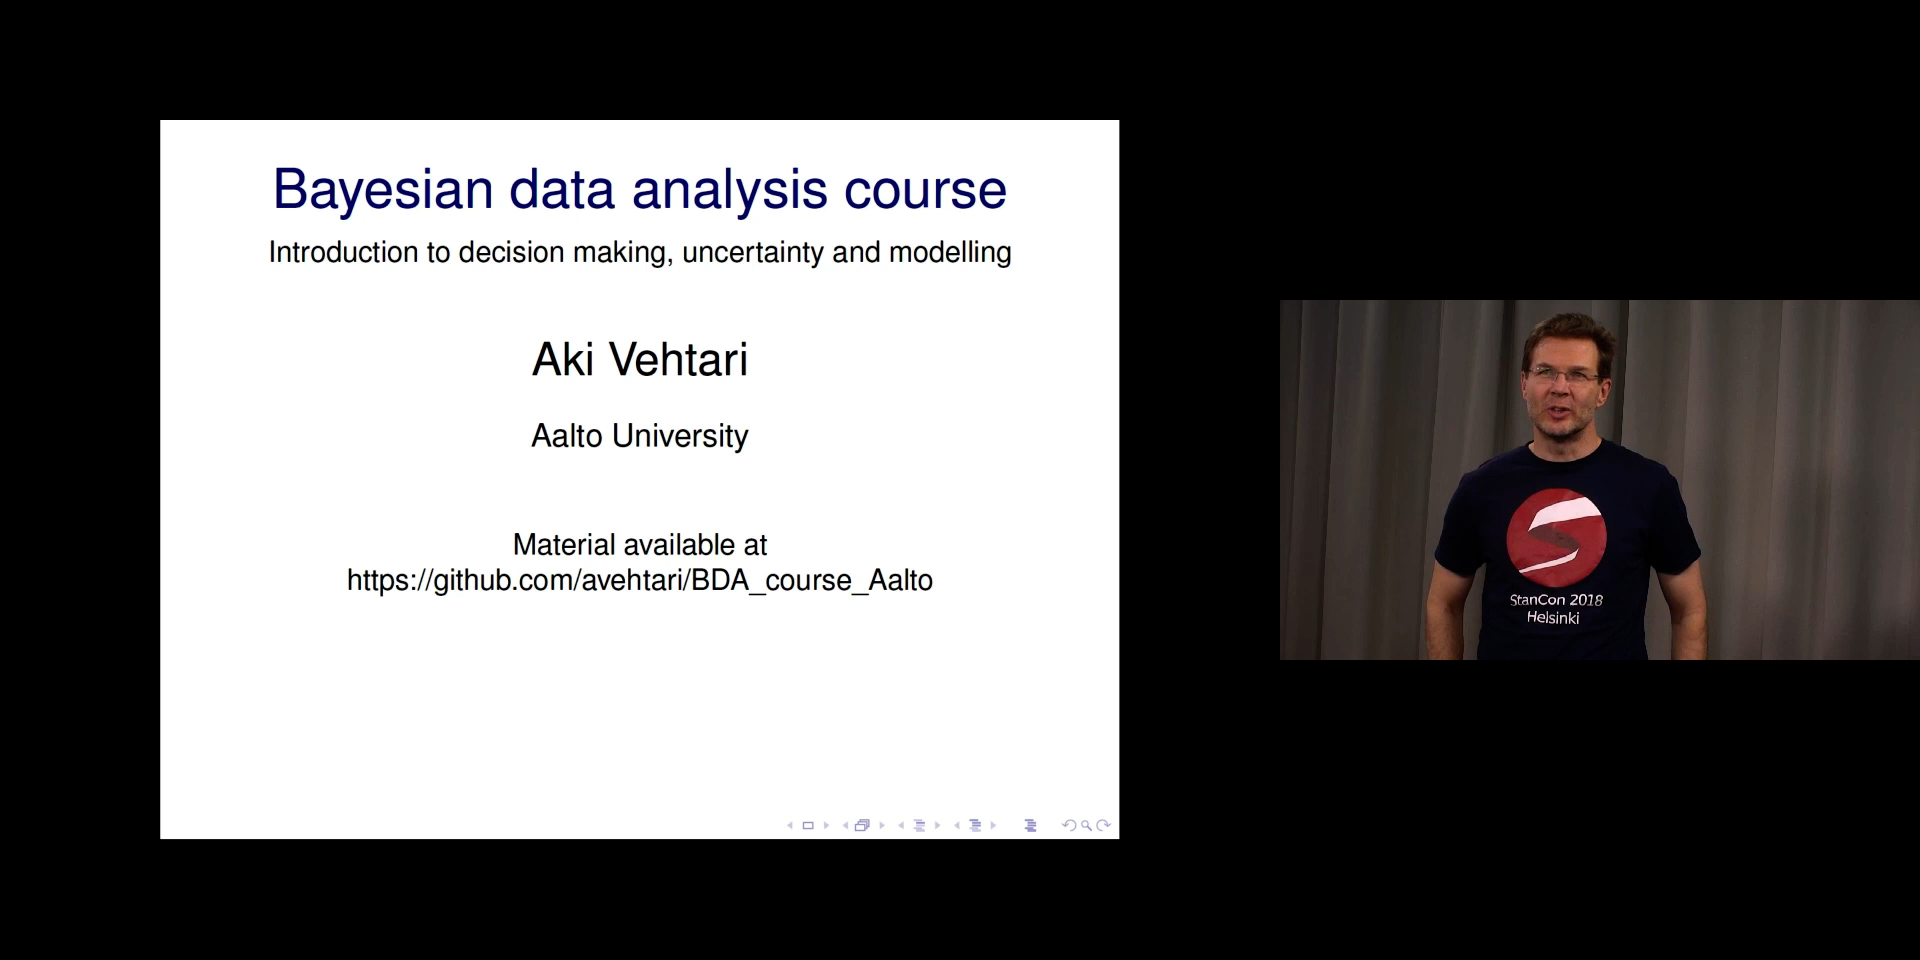 Bayesian data analysis course
Introduction to decision making, uncertainty and modelling
Aki Vehtari
Aalto University
Material available at
https://github.com/avehtari/BDA_course_Aalto
StanCon 2018
Helsinki